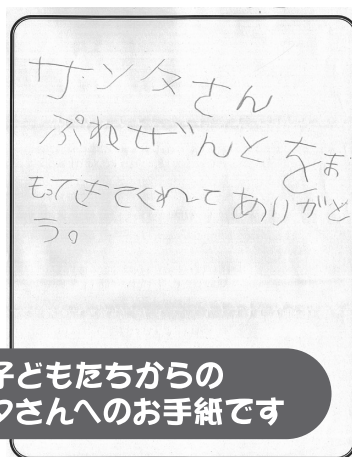 サンタさん
ぷねぜんとをま
もってきてくれてありがと
う。
子どもたちからの
タさんへのお手紙です